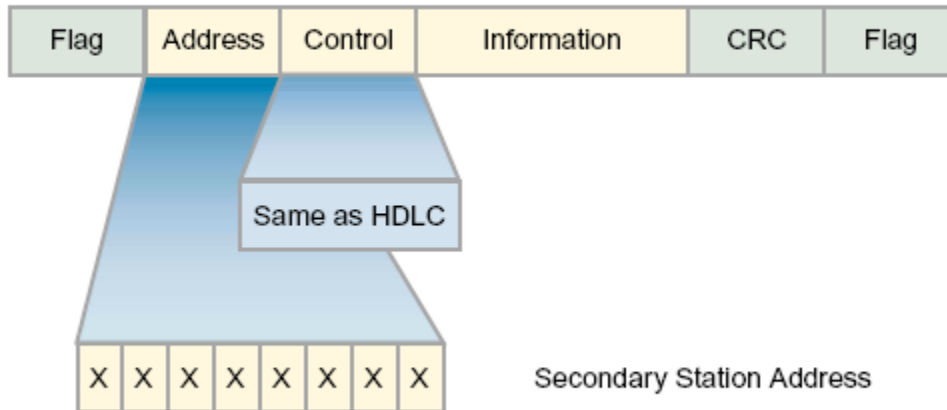 Flag Address Control Information CRC Flag
Same as HDLC
X X X X X X X X Secondary Station Address